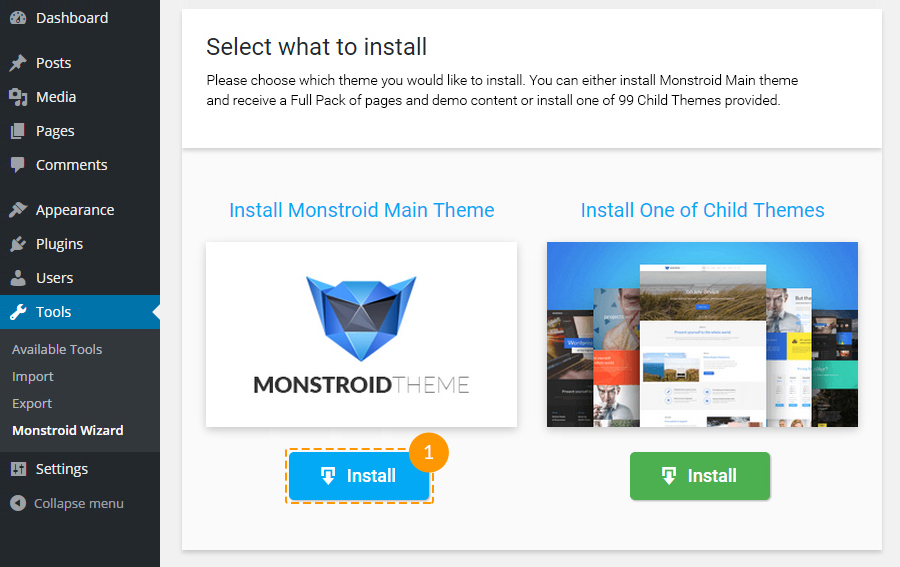 Dashboard
Posts
Media
Pages
Comments
Appearance
Plugins
Users
Tools
Available Tools
Import
Export
Monstroid Wizard
Settings
Collapse menu
Select what to install
Please choose which theme you would like to install. You can either install Monstroid Main theme
and receive a Full Pack of pages and demo content or install one of 99 Child Themes provided.
Install Monstroid Main Theme
MONSTROIDTHEME
1
Install
Install One of Child Themes
Install